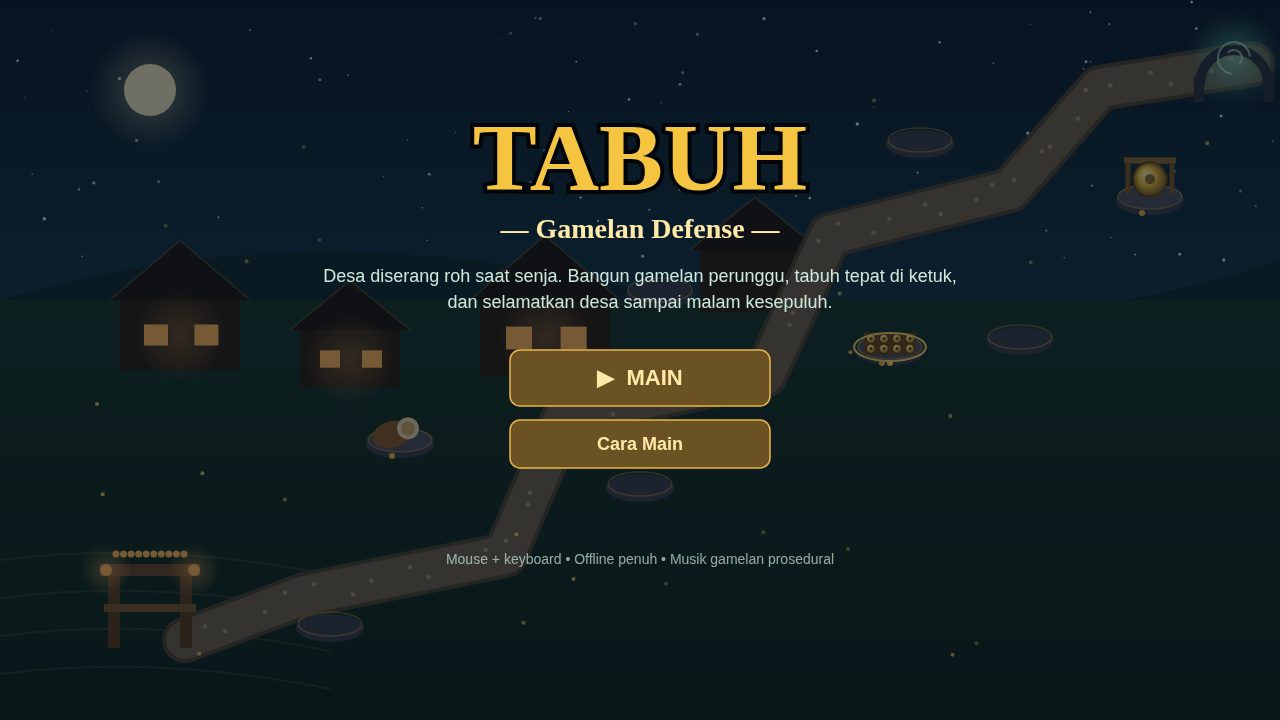 TABUH
— Gamelan Defense —
Desa diserang roh saat senja. Bangun gamelan perunggu, tabuh tepat di ketuk,
dan selamatkan desa sampai malam kesepuluh.
▶ MAIN
Cara Main
Mouse + keyboard • Offline penuh • Musik gamelan prosedural